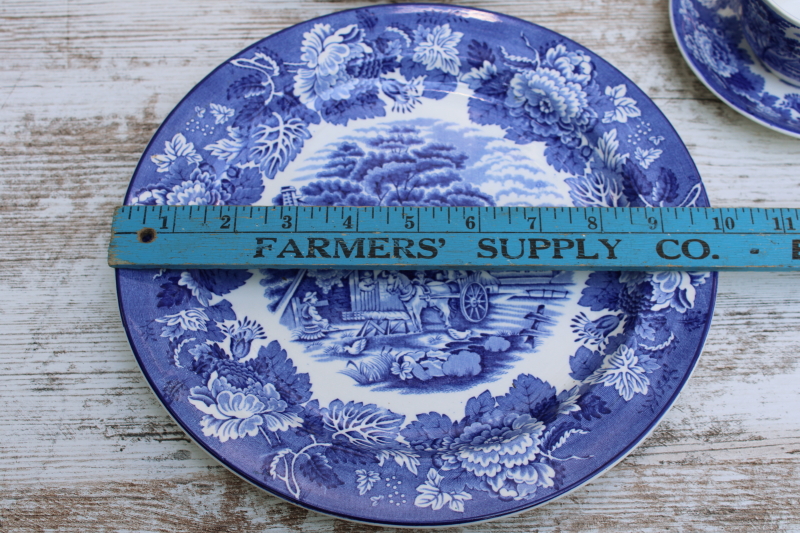 1 2 3 4 5 6 7 8 9 10 11
FARMERS' SUPPLY CO. -